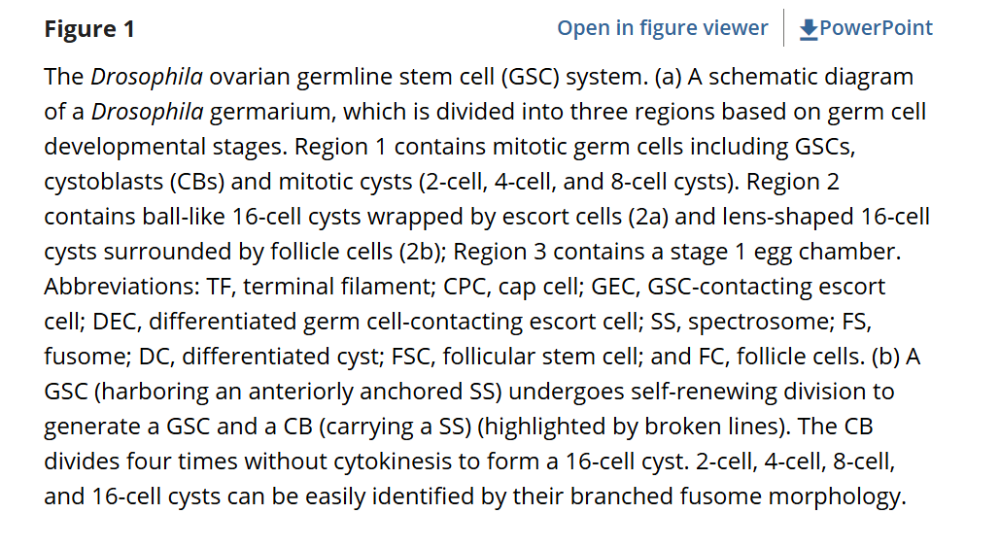 Figure 1
Open in figure viewer
PowerPoint
The Drosophila ovarian germline stem cell (GSC) system. (a) A schematic diagram
of a Drosophila germarium, which is divided into three regions based on germ cell
developmental stages. Region 1 contains mitotic germ cells including GSCs,
cystoblasts (CBs) and mitotic cysts (2-cell, 4-cell, and 8-cell cysts). Region 2
contains ball-like 16-cell cysts wrapped by escort cells (2a) and lens-shaped 16-cell
cysts surrounded by follicle cells (2b); Region 3 contains a stage 1 egg chamber.
Abbreviations: TF, terminal filament; CPC, cap cell; GEC, GSC-contacting escort
cell; DEC, differentiated germ cell-contacting escort cell; SS, spectrosome; FS,
fusome; DC, differentiated cyst; FSC, follicular stem cell; and FC, follicle cells. (b) A
GSC (harboring an anteriorly anchored SS) undergoes self-renewing division to
generate a GSC and a CB (carrying a SS) (highlighted by broken lines). The CB
divides four times without cytokinesis to form a 16-cell cyst. 2-cell, 4-cell, 8-cell,
and 16-cell cysts can be easily identified by their branched fusome morphology.